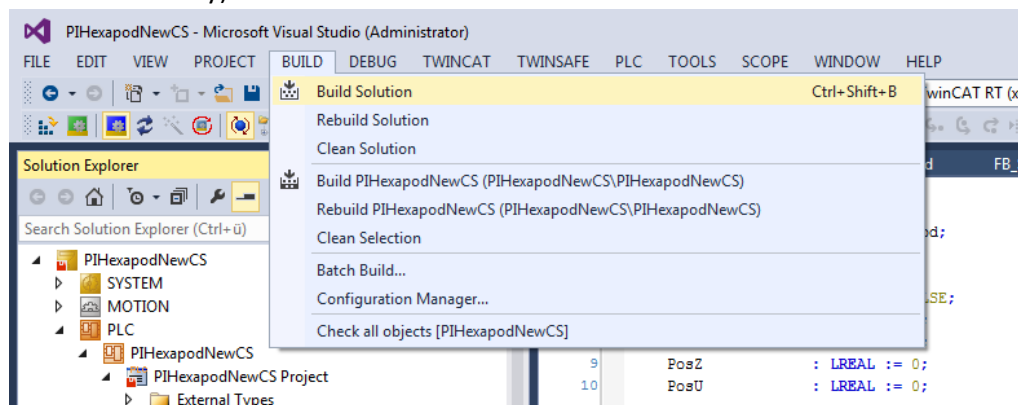 PIHexapodNewCS - Microsoft Visual Studio (Administrator)
FILE EDIT VIEW PROJECT BUILD DEBUG TWINCAT TWINSAFE PLC TOOLS SCOPE WINDOW HELP
Build Solution Ctrl+Shift+B
winCAT RT (x
Rebuild Solution
Clean Solution
Solution Explorer
d FB_
Build PIHexapodNewCS (PIHexapodNewCS\PIHexapodNewCS)
Rebuild PIHexapodNewCS (PIHexapodNewCS\PIHexapodNewCS)
Search Solution Explorer (Ctrl+ü)
Clean Selection
od;
PIHexapodNewCS
SYSTEM
Batch Build...
MOTION
Configuration Manager...
LSE;
PLC
Check all objects [PIHexapodNewCS]
PIHexapodNewCS
9 PosZ : LREAL := 0;
PIHexapodNewCS Project
10 PosU : LREAL := 0;
External Types